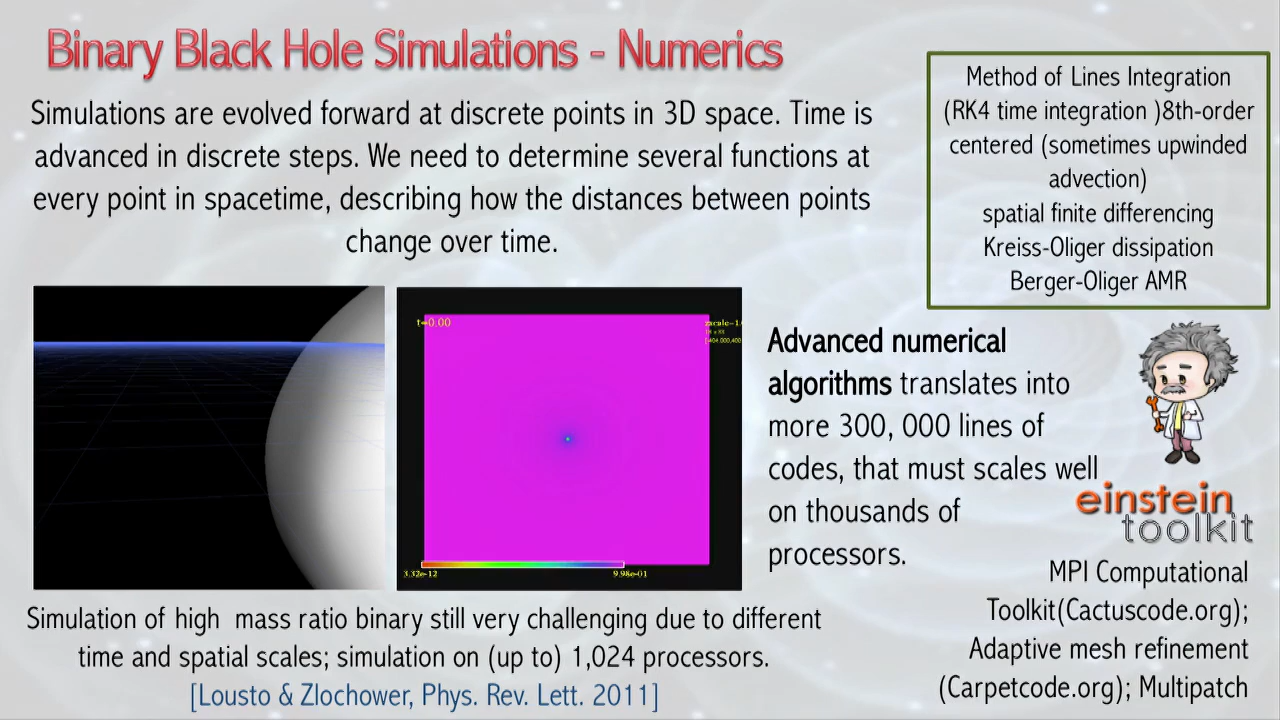 Binary Black Hole Simulations - Numerics
Simulations are evolved forward at discrete points in 3D space. Time is
advanced in discrete steps. We need to determine several functions at
every point in spacetime, describing how the distances between points
change over time.
Method of Lines Integration
(RK4 time integration )8th-order
centered (sometimes upwinded
advection)
spatial finite differencing
Kreiss-Oliger dissipation
Berger-Oliger AMR
t=0.00
3.32e-12
9.98e-01
Advanced numerical
algorithms translates into
more 300, 000 lines of
codes, that must scales well
on thousands of
processors.
einstein
toolkit
MPI Computational
Toolkit(Cactuscode.org);
Adaptive mesh refinement
(Carpetcode.org); Multipatch
Simulation of high mass ratio binary still very challenging due to different
time and spatial scales; simulation on (up to) 1,024 processors.
[Lousto & Zlochower, Phys. Rev. Lett. 2011]